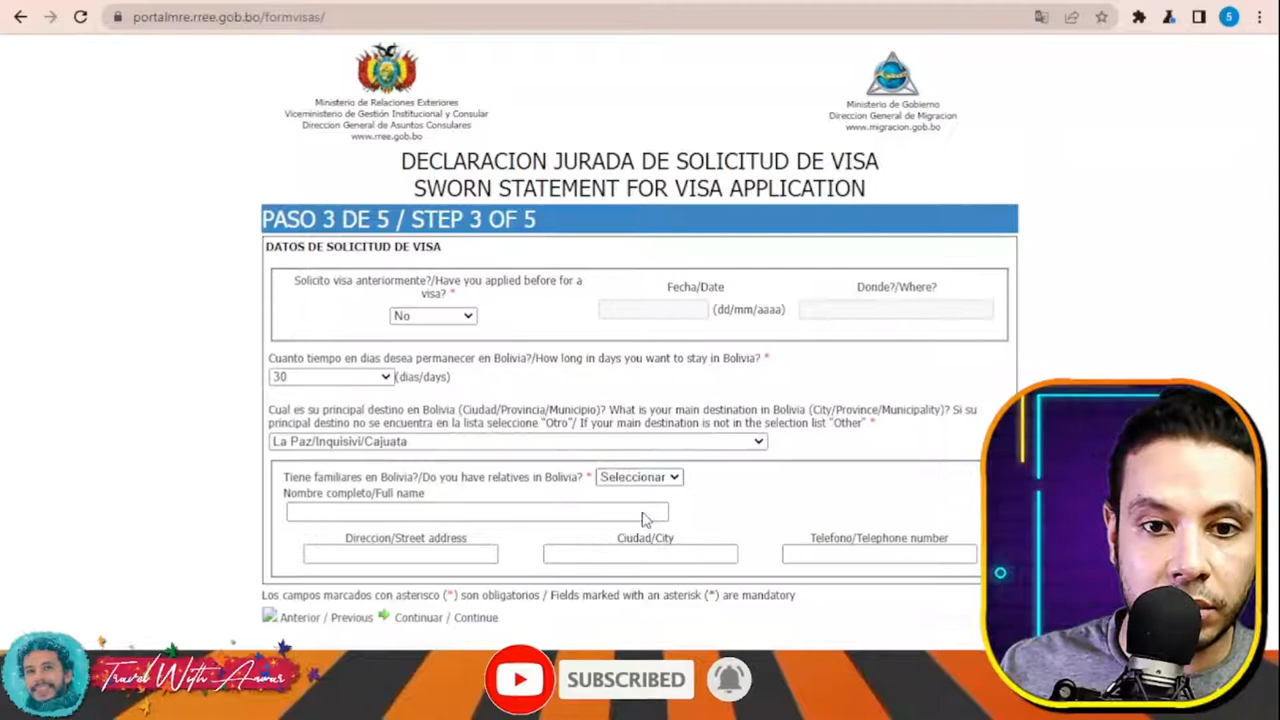 portalmre.rree.gob.bo/formvisas/
5
Ministerio de Relaciones Exteriores
Viceministerio de Gestión Institucional y Consular
Direccion General de Asuntos Consulares
www.rree.gob.bo
Ministerio de Gobierno
Direccion General de Migracion
www.migracion.gob.bo
DECLARACION JURADA DE SOLICITUD DE VISA
SWORN STATEMENT FOR VISA APPLICATION
PASO 3 DE 5 / STEP 3 OF 5
DATOS DE SOLICITUD DE VISA
Solicito visa anteriormente?/Have you applied before for a
visa? *
No
Fecha/Date
(dd/mm/aaaa)
Donde?/Where?
Cuanto tiempo en dias desea permanecer en Bolivia?/How long in days you want to stay in Bolivia? *
30 (dias/days)
Cual es su principal destino en Bolivia (Ciudad/Provincia/Municipio)? What is your main destination in Bolivia (City/Province/Municipality)? Si su
principal destino no se encuentra en la lista seleccione "Otro"/ If your main destination is not in the selection list "Other" *
La Paz/Inquisivi/Cajuata
Tiene familiares en Bolivia?/Do you have relatives in Bolivia? * Seleccionar
Nombre completo/Full name
Direccion/Street address
Ciudad/City
Telefono/Telephone number
Los campos marcados con asterisco (*) son obligatorios / Fields marked with an asterisk (*) are mandatory
Anterior / Previous Continuar / Continue
Travel With Anwar
SUBSCRIBED